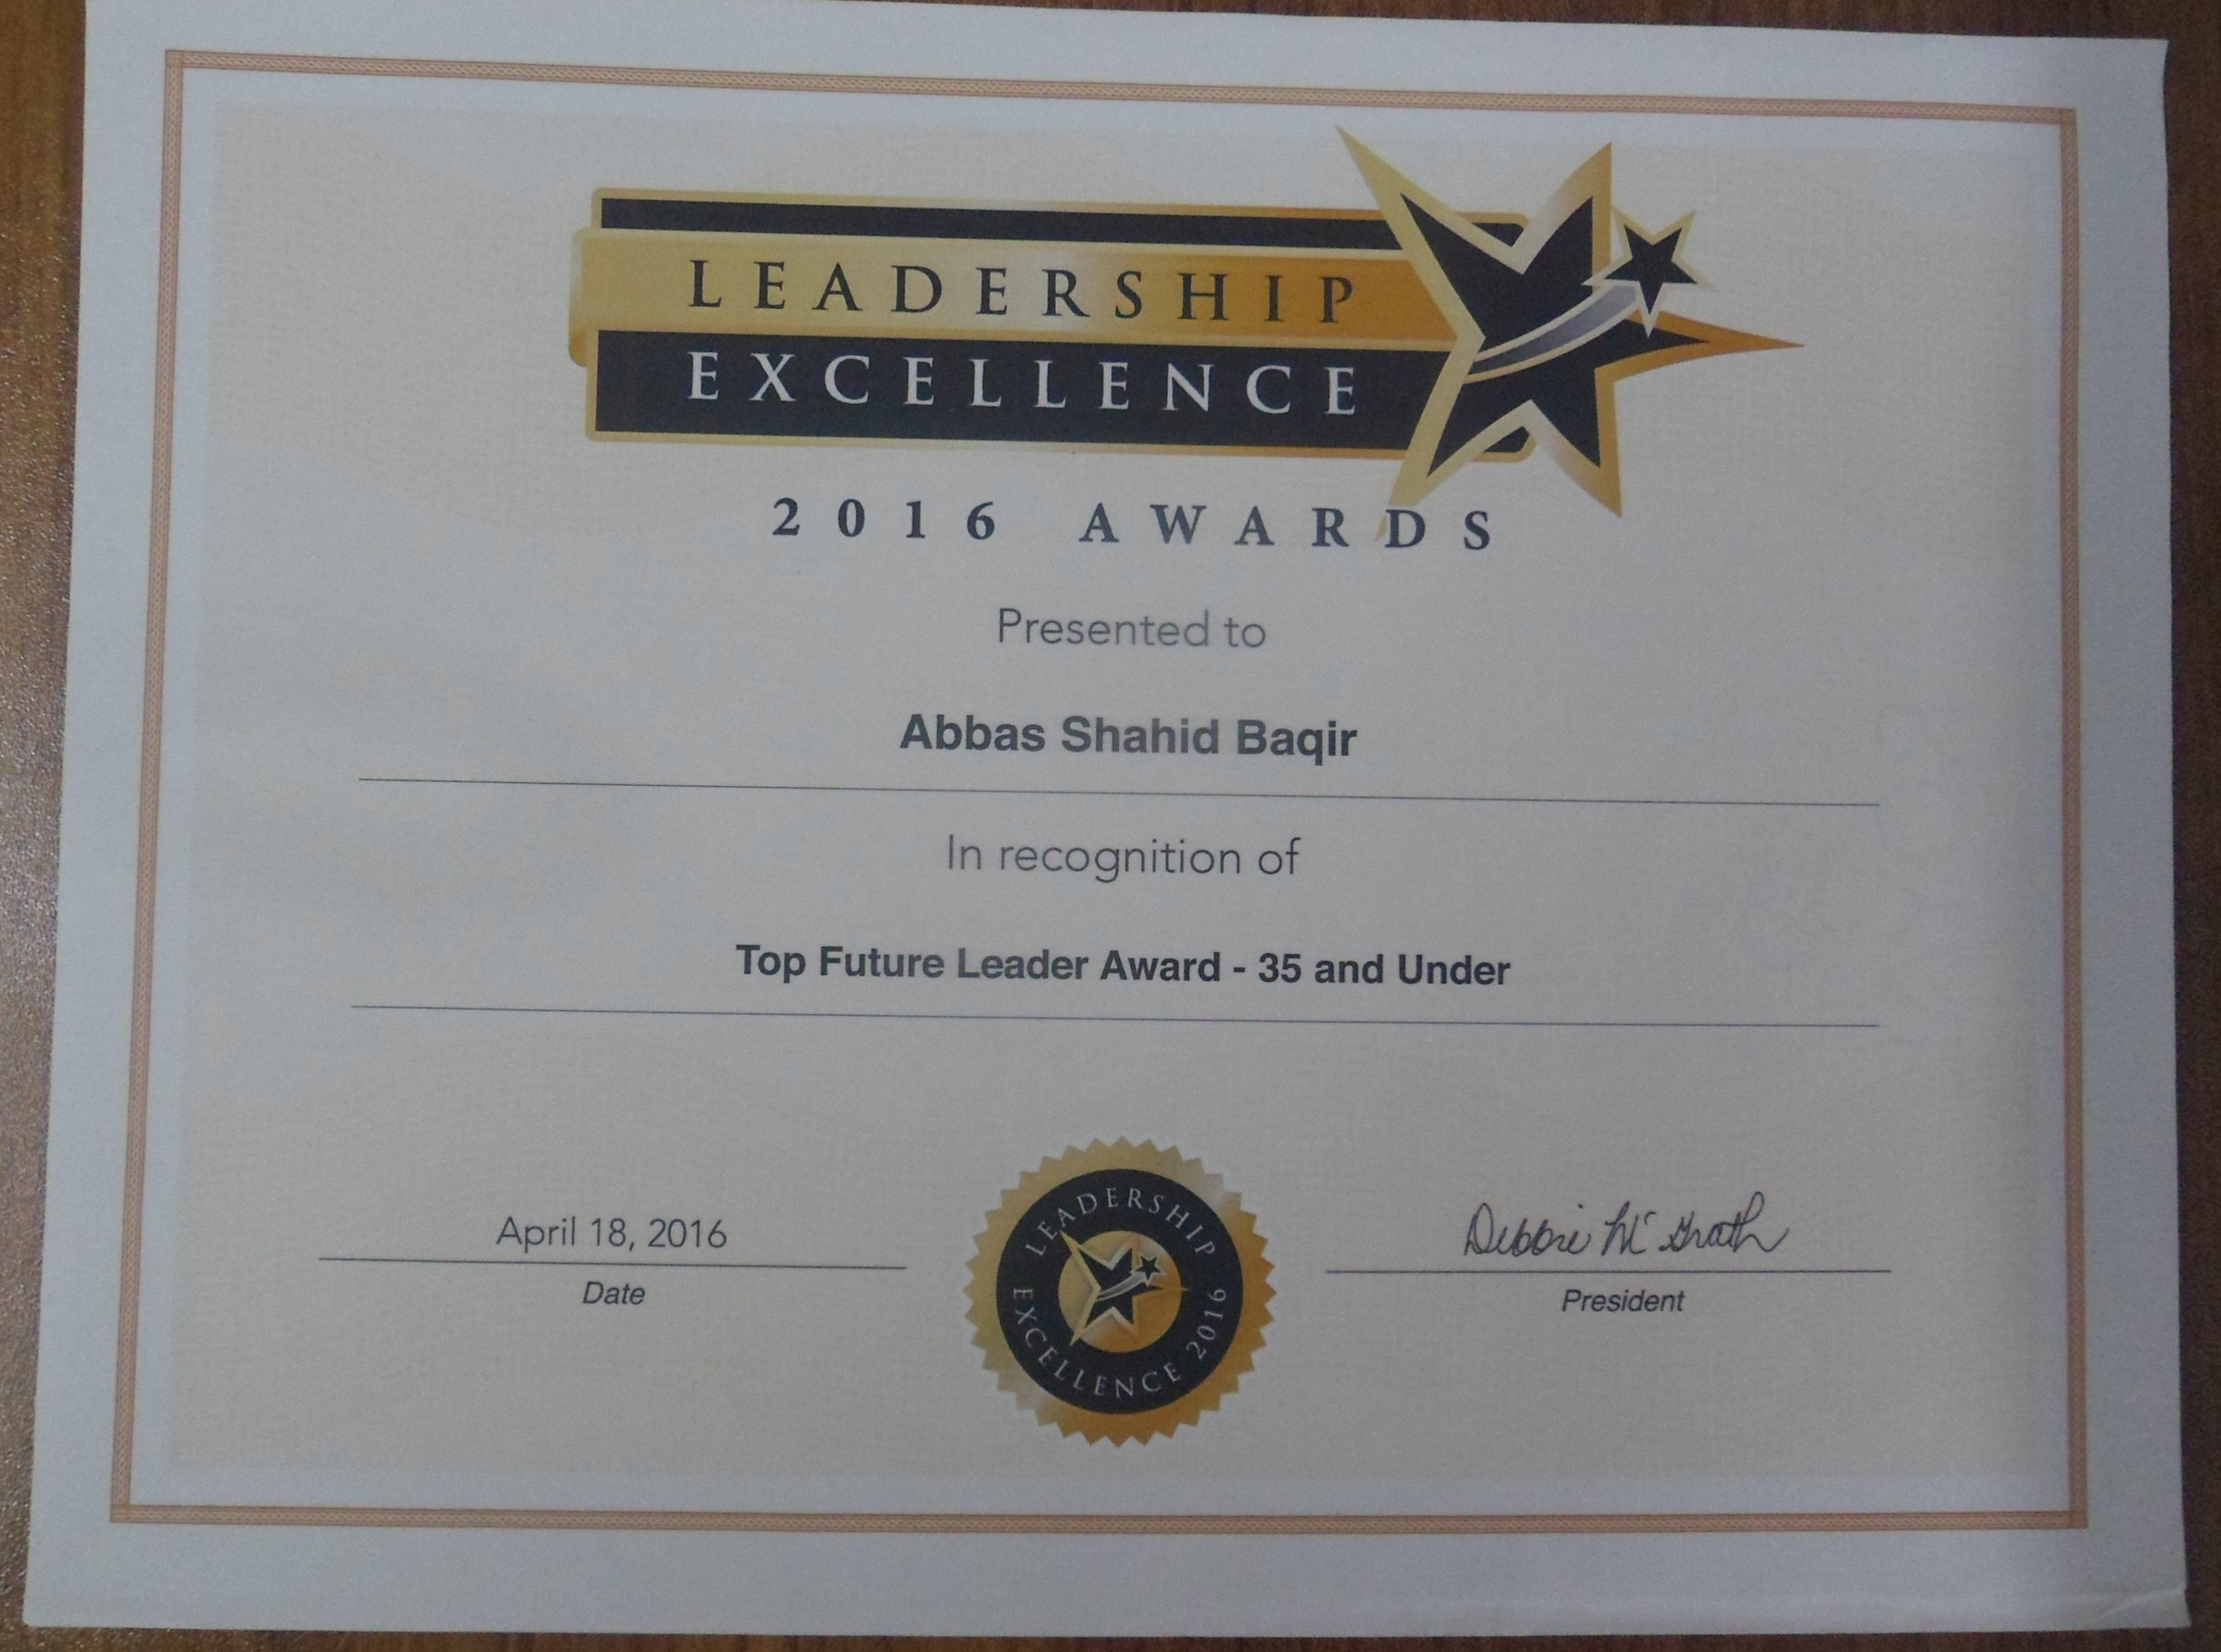 LEADERSHIP
EXCELLENCE
2016 AWARDS
Presented to
Abbas Shahid Baqir
In recognition of
Top Future Leader Award - 35 and Under
April 18, 2016
Date
LEADERSHIP
EXCELLENCE 2016
Debbie McGrath
President